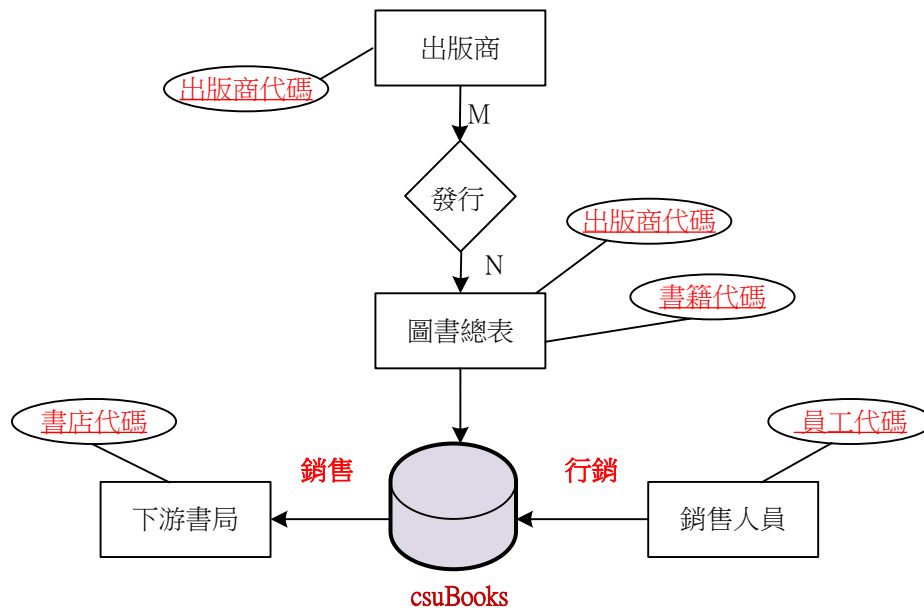 出版商
出版商代碼
M
發行
出版商代碼
N
書籍代碼
圖書總表
書店代碼
員工代碼
銷售
行銷
下游書局
銷售人員
csuBooks